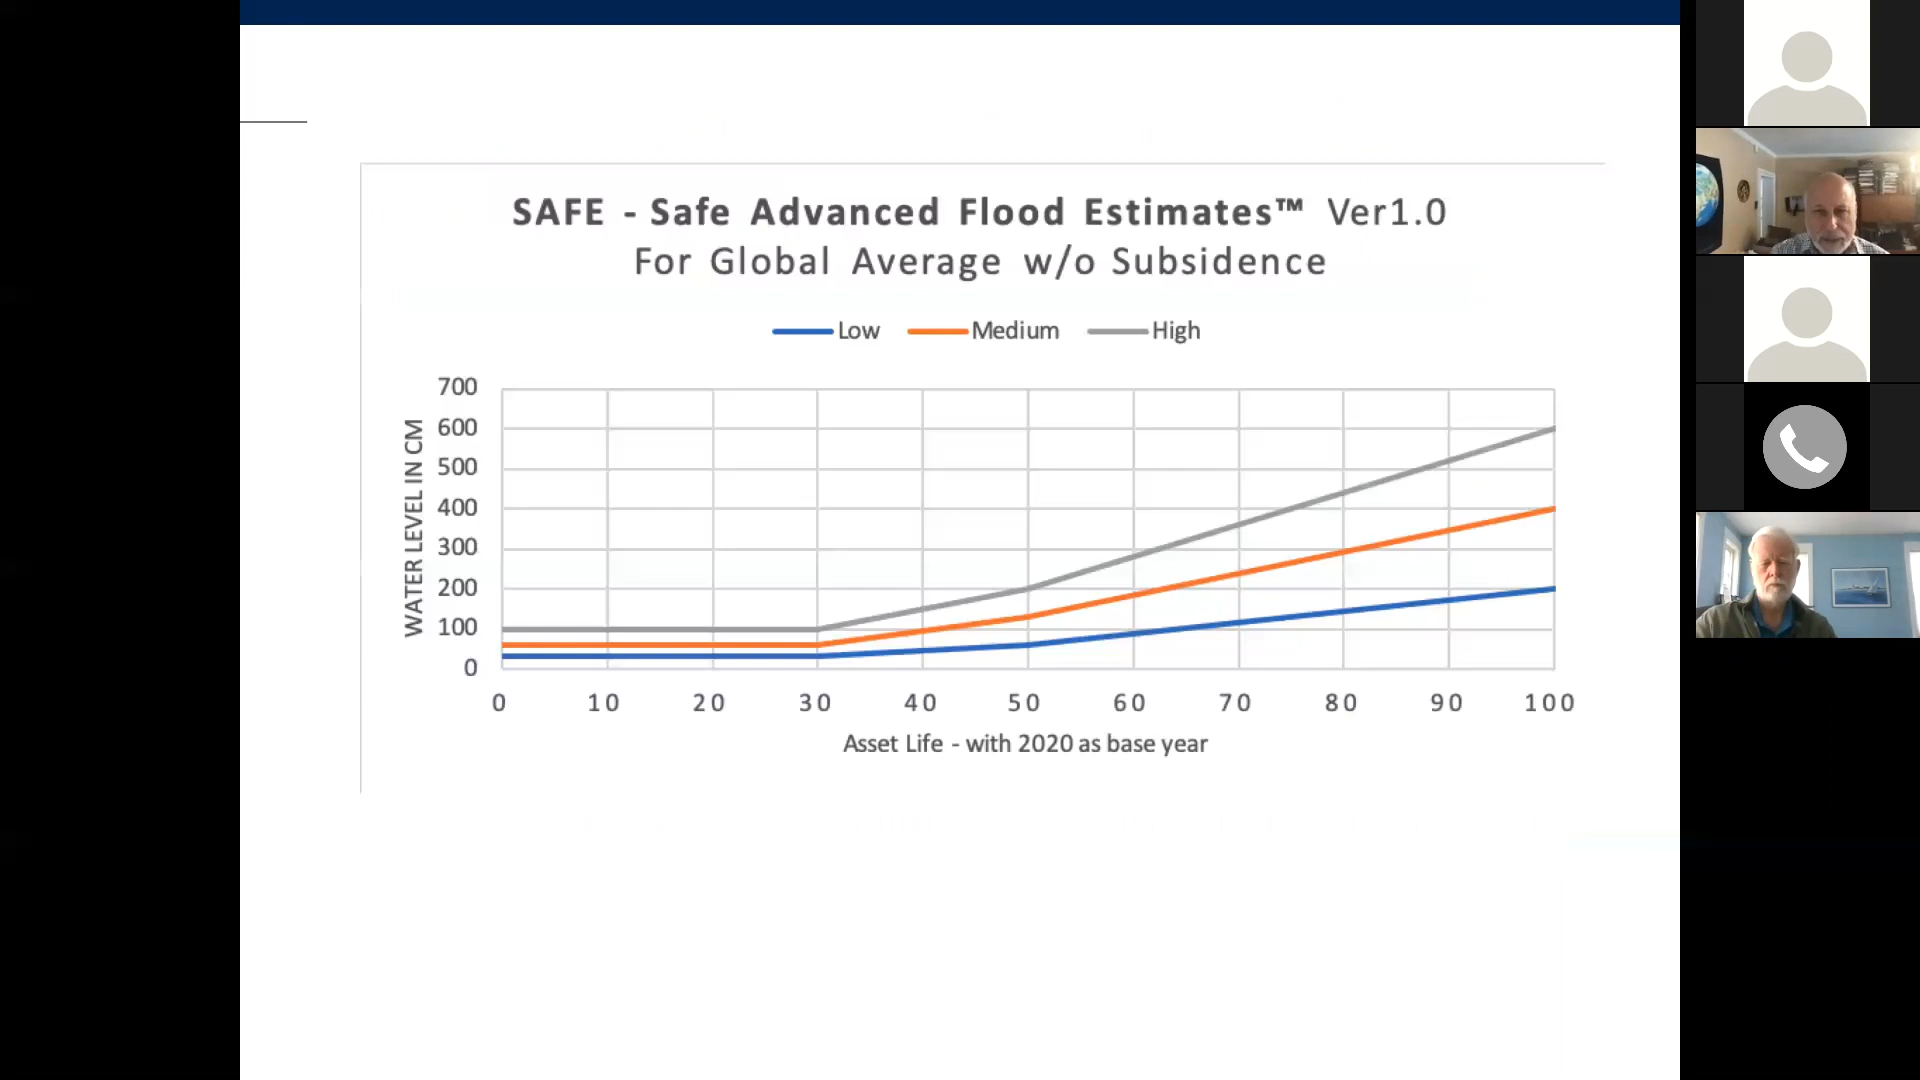 SAFE - Safe Advanced Flood Estimates™ Ver1.0
For Global Average w/o Subsidence
Low Medium High
WATER LEVEL IN CM
700
600
500
400
300
200
100
0
0 10 20 30 40 50 60 70 80 90 100
Asset Life - with 2020 as base year